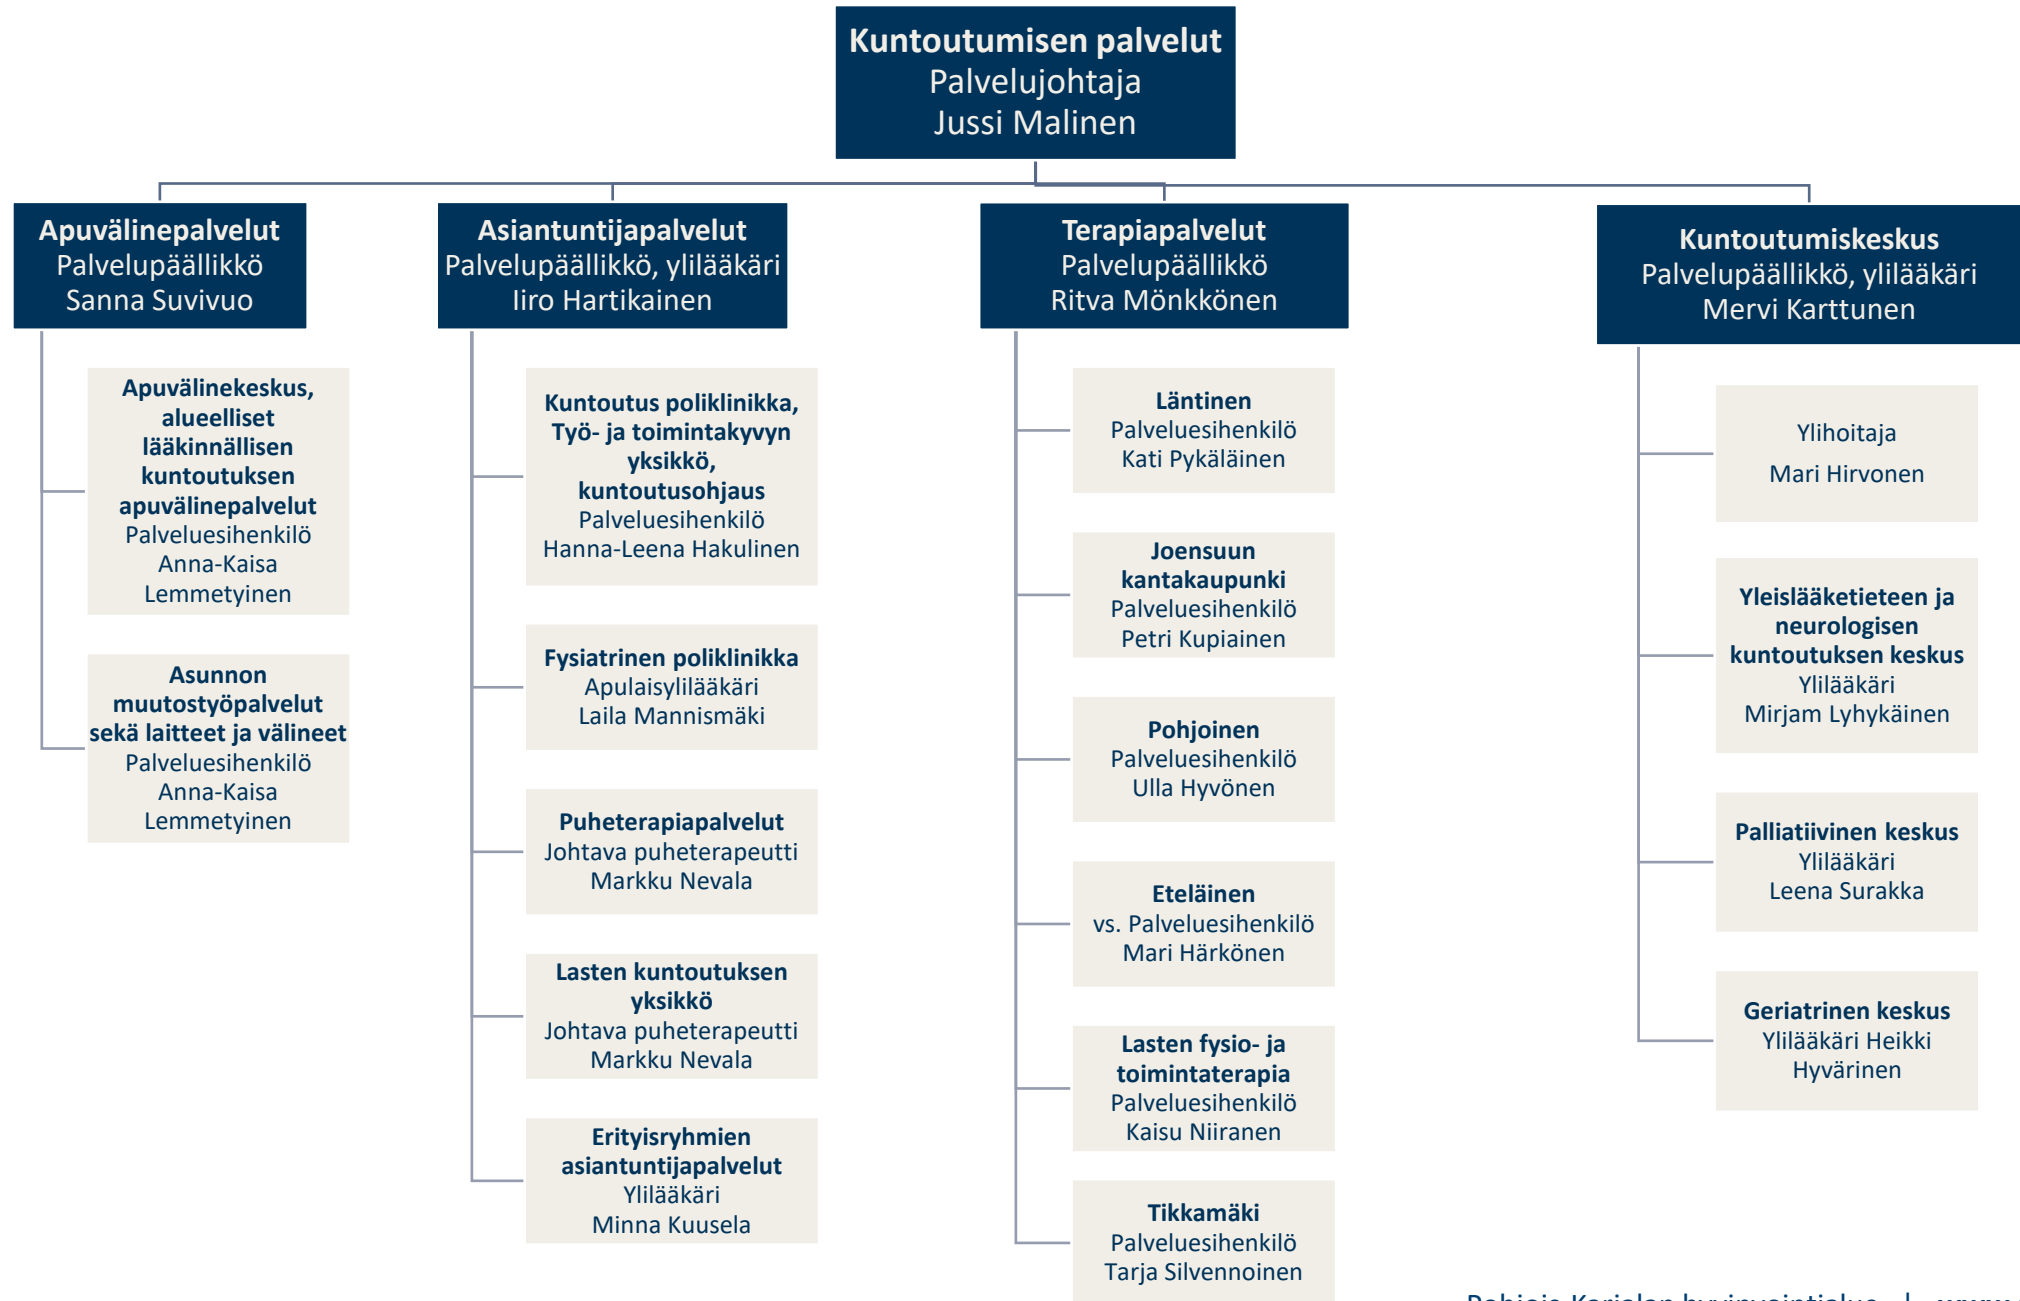 Kuntoutumisen palvelut
Palvelujohtaja
Jussi Malinen
Apuvälinepalvelut
Palvelupäällikkö
Sanna Suvivuo
Apuvälinekeskus,
alueelliset
lääkinnällisen
kuntoutuksen
apuvälinepalvelut
Palveluesihenkilö
Anna-Kaisa
Lemmetyinen
Asunnon
muutostyöpalvelut
sekä laitteet ja välineet
Palveluesihenkilö
Anna-Kaisa
Lemmetyinen
Asiantuntijapalvelut
Palvelupäällikkö, ylilääkäri
Iiro Hartikainen
Kuntoutus poliklinikka,
Työ- ja toimintakyvyn
yksikkö,
kuntoutusohjaus
Palveluesihenkilö
Hanna-Leena Hakulinen
Fysiatrinen poliklinikka
Apulaisylilääkäri
Laila Mannismäki
Puheterapiapalvelut
Johtava puheterapeutti
Markku Nevala
Lasten kuntoutuksen
yksikkö
Johtava puheterapeutti
Markku Nevala
Erityisryhmien
asiantuntijapalvelut
Ylilääkäri
Minna Kuusela
Terapiapalvelut
Palvelupäällikkö
Ritva Mönkkönen
Läntinen
Palveluesihenkilö
Kati Pykäläinen
Joensuun
kantakaupunki
Palveluesihenkilö
Petri Kupiainen
Pohjoinen
Palveluesihenkilö
Ulla Hyvönen
Eteläinen
vs. Palveluesihenkilö
Mari Härkönen
Lasten fysio- ja
toimintaterapia
Palveluesihenkilö
Kaisu Niiranen
Tikkamäki
Palveluesihenkilö
Tarja Silvennoinen
Kuntoutumiskeskus
Palvelupäällikkö, ylilääkäri
Mervi Karttunen
Ylihoitaja
Mari Hirvonen
Yleislääketieteen ja
neurologisen
kuntoutuksen keskus
Ylilääkäri
Mirjam Lyhykäinen
Palliatiivinen keskus
Ylilääkäri
Leena Surakka
Geriatrinen keskus
Ylilääkäri Heikki
Hyvärinen